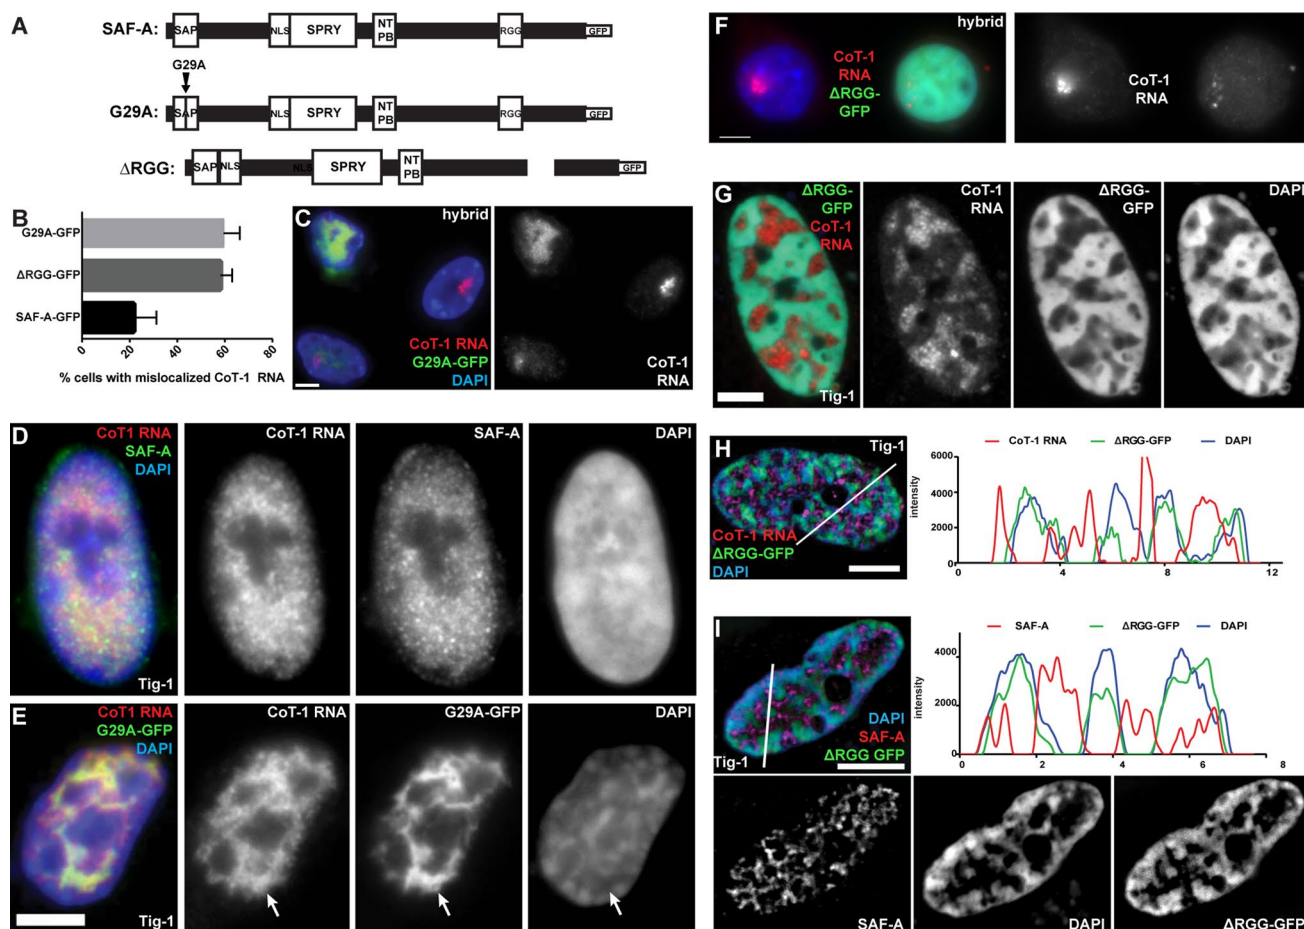 A
SAF-A:
SAP
NLS
SPRY
NT
PB
RGG
GFP
G29A
G29A:
SAP
NLS
SPRY
NT
PB
RGG
GFP
ΔRGG:
SAP
NLS
NLS
SPRY
NT
PB
GFP
B
G29A-GFP
ΔRGG-GFP
SAF-A-GFP
0 20 40 60 80
% cells with mislocalized CoT-1 RNA
C
hybrid
CoT-1 RNA
G29A-GFP
DAPI
CoT-1
RNA
D
CoT1 RNA
SAF-A
DAPI
Tig-1
CoT-1 RNA
SAF-A
DAPI
E
CoT1 RNA
G29A-GFP
DAPI
Tig-1
CoT-1 RNA
G29A-GFP
DAPI
F
hybrid
CoT-1
RNA
ΔRGG-
GFP
CoT-1
RNA
G
ΔRGG-
GFP
CoT-1
RNA
Tig-1
CoT-1
RNA
ΔRGG-
GFP
DAPI
H
Tig-1
CoT-1 RNA
ΔRGG-GFP
DAPI
CoT-1 RNA ΔRGG-GFP DAPI
intensity
6000
4000
2000
0
0 4 8 12
I
DAPI
SAF-A
ΔRGG GFP
Tig-1
SAF-A ΔRGG-GFP DAPI
intensity
4000
2000
0
0 2 4 6 8
SAF-A
DAPI
ΔRGG-GFP